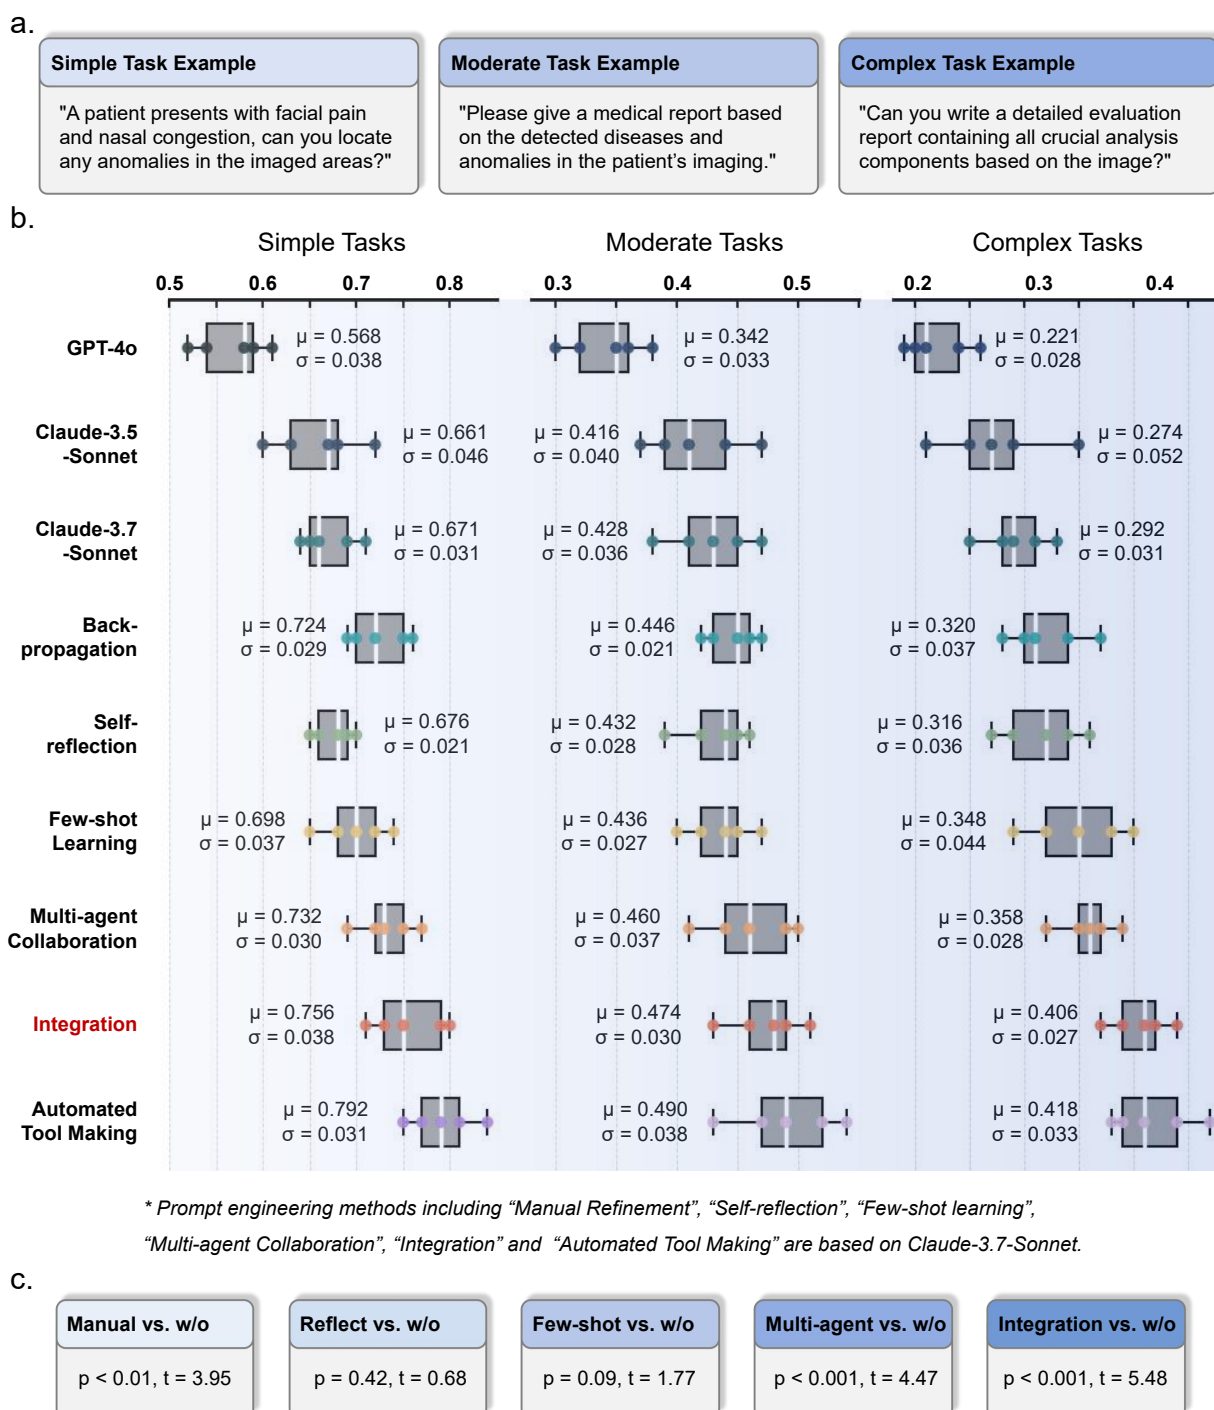 a.
Simple Task Example
"A patient presents with facial pain
and nasal congestion, can you locate
any anomalies in the imaged areas?"
Moderate Task Example
"Please give a medical report based
on the detected diseases and
anomalies in the patient's imaging."
Complex Task Example
"Can you write a detailed evaluation
report containing all crucial analysis
components based on the image?"
b.
Simple Tasks
Moderate Tasks
Complex Tasks
0.5 0.6 0.7 0.8
0.3 0.4 0.5
0.2 0.3 0.4
GPT-4o
μ = 0.568
σ = 0.038
μ = 0.342
σ = 0.033
μ = 0.221
σ = 0.028
Claude-3.5
-Sonnet
μ = 0.661
σ = 0.046
μ = 0.416
σ = 0.040
μ = 0.274
σ = 0.052
Claude-3.7
-Sonnet
μ = 0.671
σ = 0.031
μ = 0.428
σ = 0.036
μ = 0.292
σ = 0.031
Back-
propagation
μ = 0.724
σ = 0.029
μ = 0.446
σ = 0.021
μ = 0.320
σ = 0.037
Self-
reflection
μ = 0.676
σ = 0.021
μ = 0.432
σ = 0.028
μ = 0.316
σ = 0.036
Few-shot
Learning
μ = 0.698
σ = 0.037
μ = 0.436
σ = 0.027
μ = 0.348
σ = 0.044
Multi-agent
Collaboration
μ = 0.732
σ = 0.030
μ = 0.460
σ = 0.037
μ = 0.358
σ = 0.028
Integration
μ = 0.756
σ = 0.038
μ = 0.474
σ = 0.030
μ = 0.406
σ = 0.027
Automated
Tool Making
μ = 0.792
σ = 0.031
μ = 0.490
σ = 0.038
μ = 0.418
σ = 0.033
* Prompt engineering methods including “Manual Refinement”, “Self-reflection”, “Few-shot learning”,
“Multi-agent Collaboration”, “Integration” and “Automated Tool Making” are based on Claude-3.7-Sonnet.
c.
Manual vs. w/o
p < 0.01, t = 3.95
Reflect vs. w/o
p = 0.42, t = 0.68
Few-shot vs. w/o
p = 0.09, t = 1.77
Multi-agent vs. w/o
p < 0.001, t = 4.47
Integration vs. w/o
p < 0.001, t = 5.48